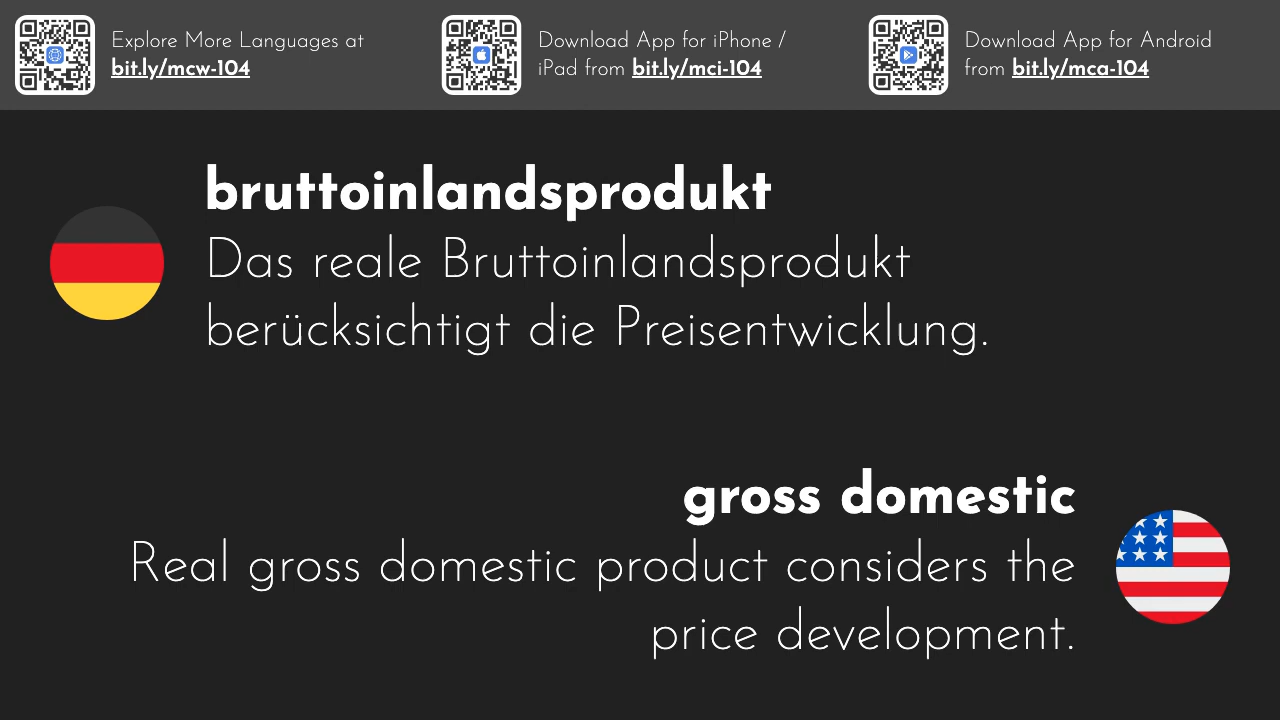 Explore More Languages at
bit.ly/mcw-104
Download App for iPhone /
iPad from bit.ly/mci-104
Download App for Android
from bit.ly/mca-104
bruttoinlandsprodukt
Das reale Bruttoinlandsprodukt
berücksichtigt die Preisentwicklung.
gross domestic
Real gross domestic product considers the
price development.